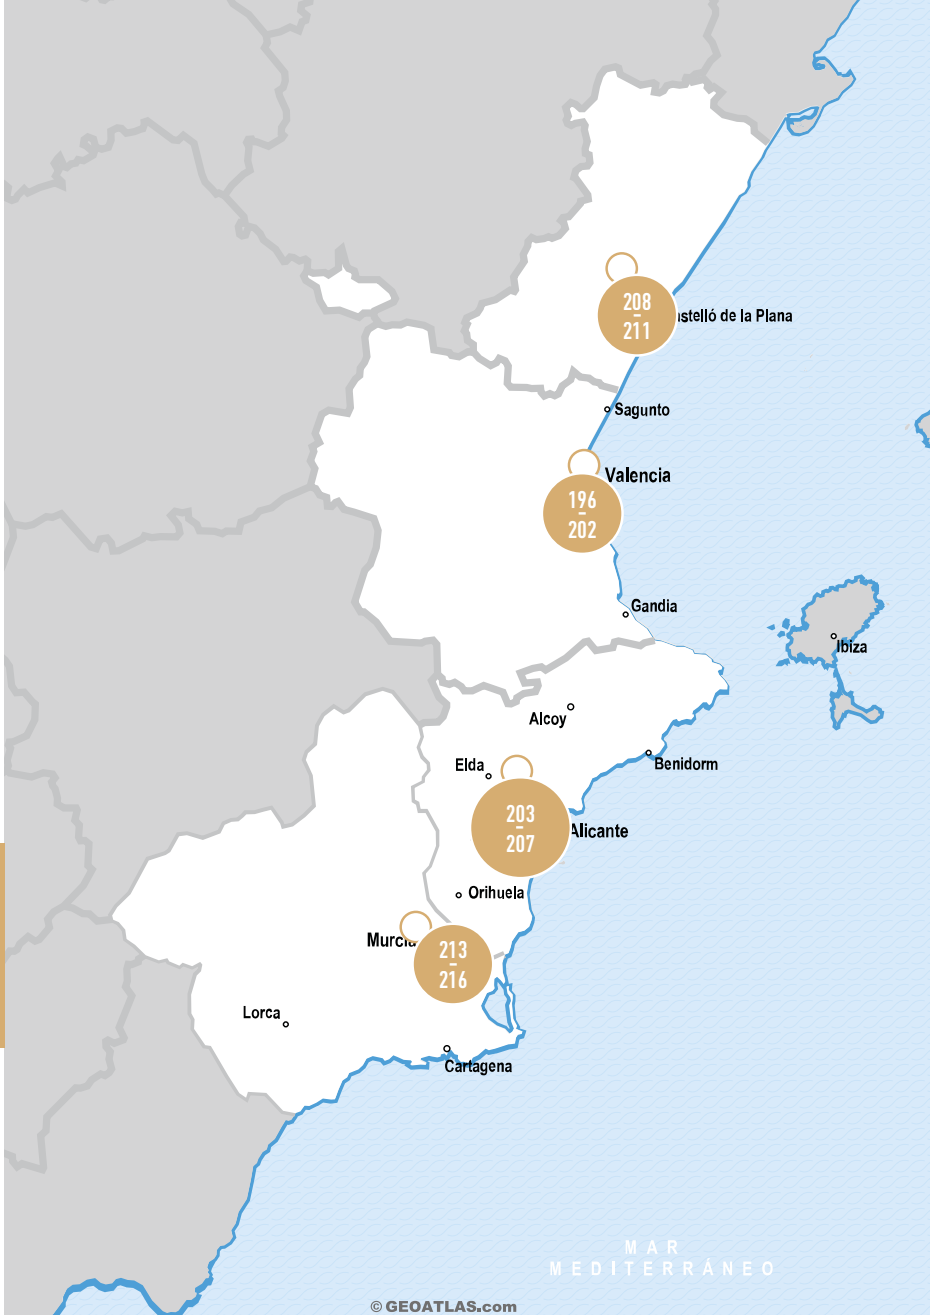 208
211
astelló de la Plana
Sagunto
Valencia
196
202
Gandia
Ibiza
Alcoy
Elda
Benidorm
203
207
Alicante
Orihuela
Murcia
213
216
Lorca
Cartagena
MAR
MEDITERRÁNEO
© GEOATLAS.com